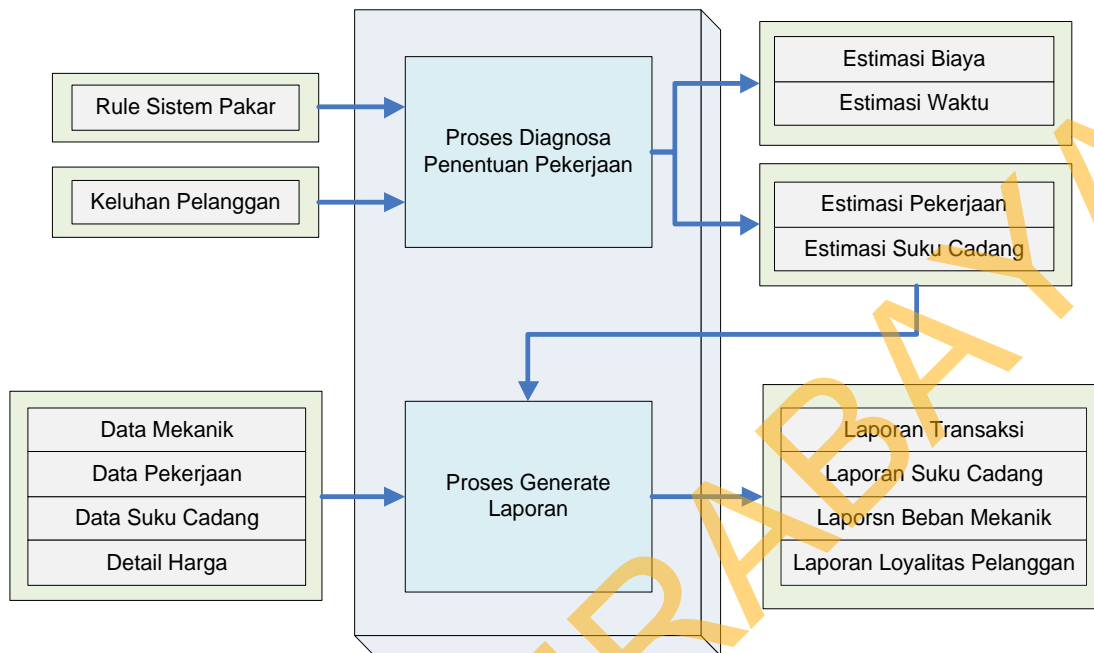 Rule Sistem Pakar
Keluhan Pelanggan
Proses Diagnosa
Penentuan Pekerjaan
Estimasi Biaya
Estimasi Waktu
Estimasi Pekerjaan
Estimasi Suku Cadang
Data Mekanik
Data Pekerjaan
Data Suku Cadang
Detail Harga
Proses Generate
Laporan
Laporan Transaksi
Laporan Suku Cadang
Laporsn Beban Mekanik
Laporan Loyalitas Pelanggan